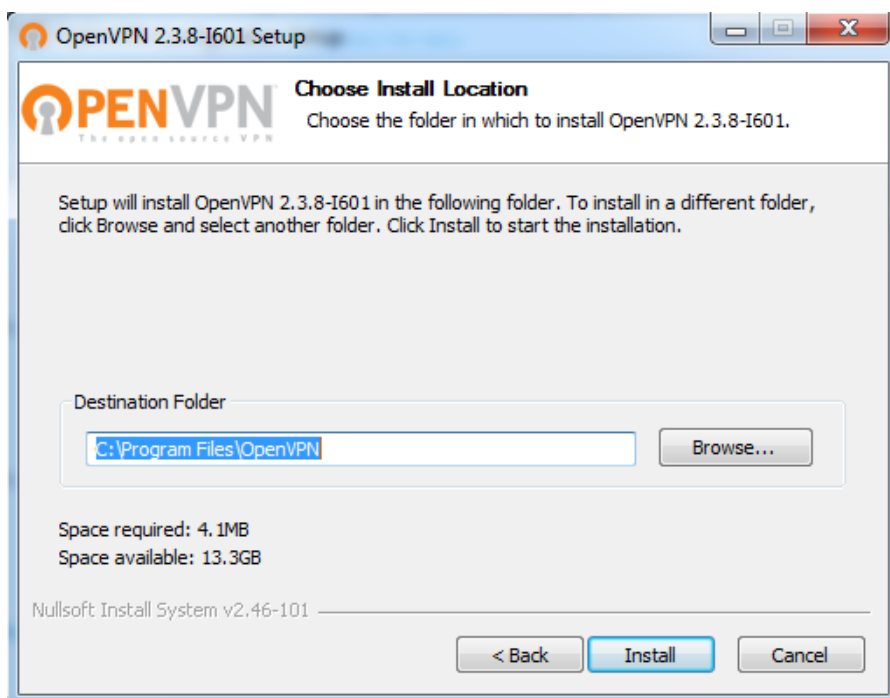 OpenVPN 2.3.8-I601 Setup
OPENVPN
The open source VPN
Choose Install Location
Choose the folder in which to install OpenVPN 2.3.8-I601.
Setup will install OpenVPN 2.3.8-I601 in the following folder. To install in a different folder,
click Browse and select another folder. Click Install to start the installation.
Destination Folder
C:\Program Files\OpenVPN
Browse...
Space required: 4.1MB
Space available: 13.3GB
Nullsoft Install System v2.46-101
< Back
Install
Cancel